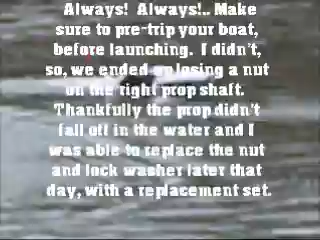 Always!  Always!.. Make
sure to pre-trip your boat,
before launching.  I didn't,
so, we ended up losing a nut
on the right prop shaft.
Thankfully the prop didn't
fall off in the water and I
was able to replace the nut
and lock washer later that
day, with a replacement set.